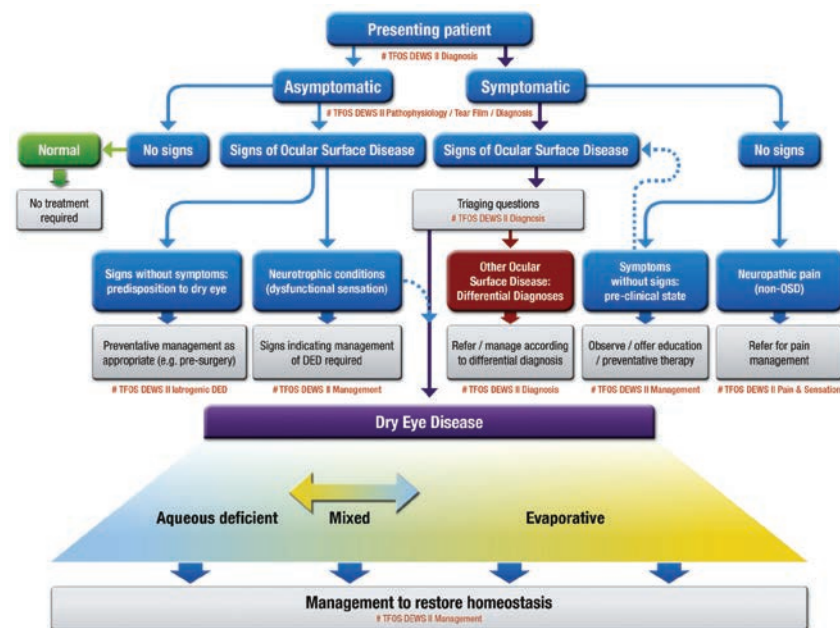 Presenting patient
# TFOS DEWS II Diagnosis
Asymptomatic
Symptomatic
# TFOS DEWS II Pathophysiology / Tear Film / Diagnosis
Normal
No signs
Signs of Ocular Surface Disease
Signs of Ocular Surface Disease
No signs
No treatment
required
Triaging questions
# TFOS DEWS II Diagnosis
Signs without symptoms:
predisposition to dry eye
Neurotrophic conditions
(dysfunctional sensation)
Other Ocular
Surface Disease:
Differential Diagnoses
Symptoms
without signs:
pre-clinical state
Neuropathic pain
(non-OSD)
Preventative management as
appropriate (e.g. pre-surgery)
Signs indicating management
of DED required
Refer / manage according
to differential diagnosis
Observe / offer education
/ preventative therapy
Refer for pain
management
# TFOS DEWS II Iatrogenic DED
# TFOS DEWS II Management
# TFOS DEWS II Diagnosis
# TFOS DEWS II Management
# TFOS DEWS II Pain & Sensation
Dry Eye Disease
Aqueous deficient
Mixed
Evaporative
Management to restore homeostasis
# TFOS DEWS II Management